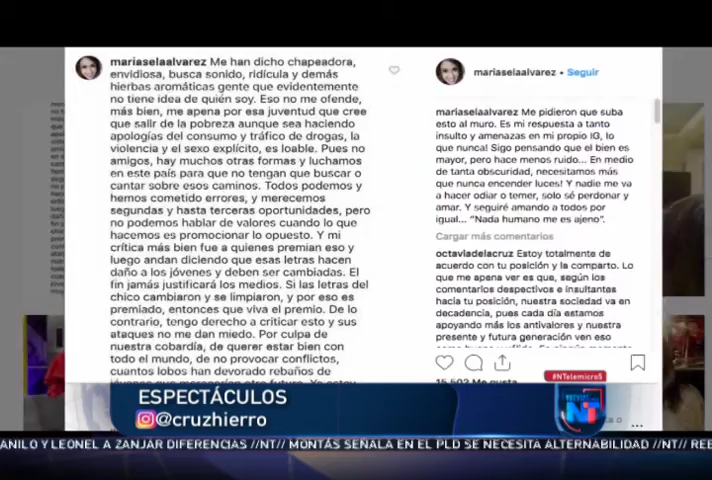 mariaselaalvarez Me han dicho chapeadora,
envidiosa, busca sonido, ridícula y demás
hierbas aromáticas gente que evidentemente
no tiene idea de quién soy. Eso no me ofende,
más bien, me apena por esa juventud que cree
que salir de la pobreza aunque sea haciendo
apologías del consumo y tráfico de drogas, la
violencia y el sexo explícito, es loable. Pues no
amigos, hay muchos otras formas y luchamos
en este país para que no tengan que buscar o
cantar sobre esos caminos. Todos podemos y
hemos cometido errores, y merecemos
segundas y hasta terceras oportunidades, pero
no podemos hablar de valores cuando lo que
hacemos es promocionar lo opuesto. Y mi
crítica más bien fue a quienes premian eso y
luego andan diciendo que esas letras hacen
daño a los jóvenes y deben ser cambiadas. El
fin jamás justificará los medios. Si las letras del
chico cambiaron y se limpiaron, y por eso es
premiado, entonces que viva el premio. De lo
contrario, tengo derecho a criticar esto y sus
ataques no me dan miedo. Por culpa de
nuestra cobardía, de querer estar bien con
todo el mundo, de no provocar conflictos,
cuantos lobos han devorado rebaños de
mariaselaalvarez • Seguir
mariaselaalvarez Me pidieron que suba
esto al muro. Es mi respuesta a tanto
insulto y amenazas en mi propio IG, lo
que nunca! Sigo pensando que el bien es
mayor, pero hace menos ruido... En medio
de tanta obscuridad, necesitamos más
que nunca encender luces! Y nadie me va
a hacer odiar o temer, solo sé perdonar y
amar. Y seguiré amando a todos por
igual... “Nada humano me es ajeno”.
Cargar más comentarios
octaviadelacruz Estoy totalmente de
acuerdo con tu posición y la comparto. Lo
que me apena ver es que, según los
comentarios despectivos e insultantes
hacia tu posición, nuestra sociedad va en
decadencia, pues cada día estamos
apoyando más los antivalores y nuestra
presente y futura generación ven eso
15,502 Me gusta
#NTelemicro5
ESPECTÁCULOS
@cruzhierro
NOTICIAS
NT
ANILO Y LEONEL A ZANJAR DIFERENCIAS //NT// MONTÁS SEÑALA EN EL PLD SE NECESITA ALTERNABILIDAD //NT// REE